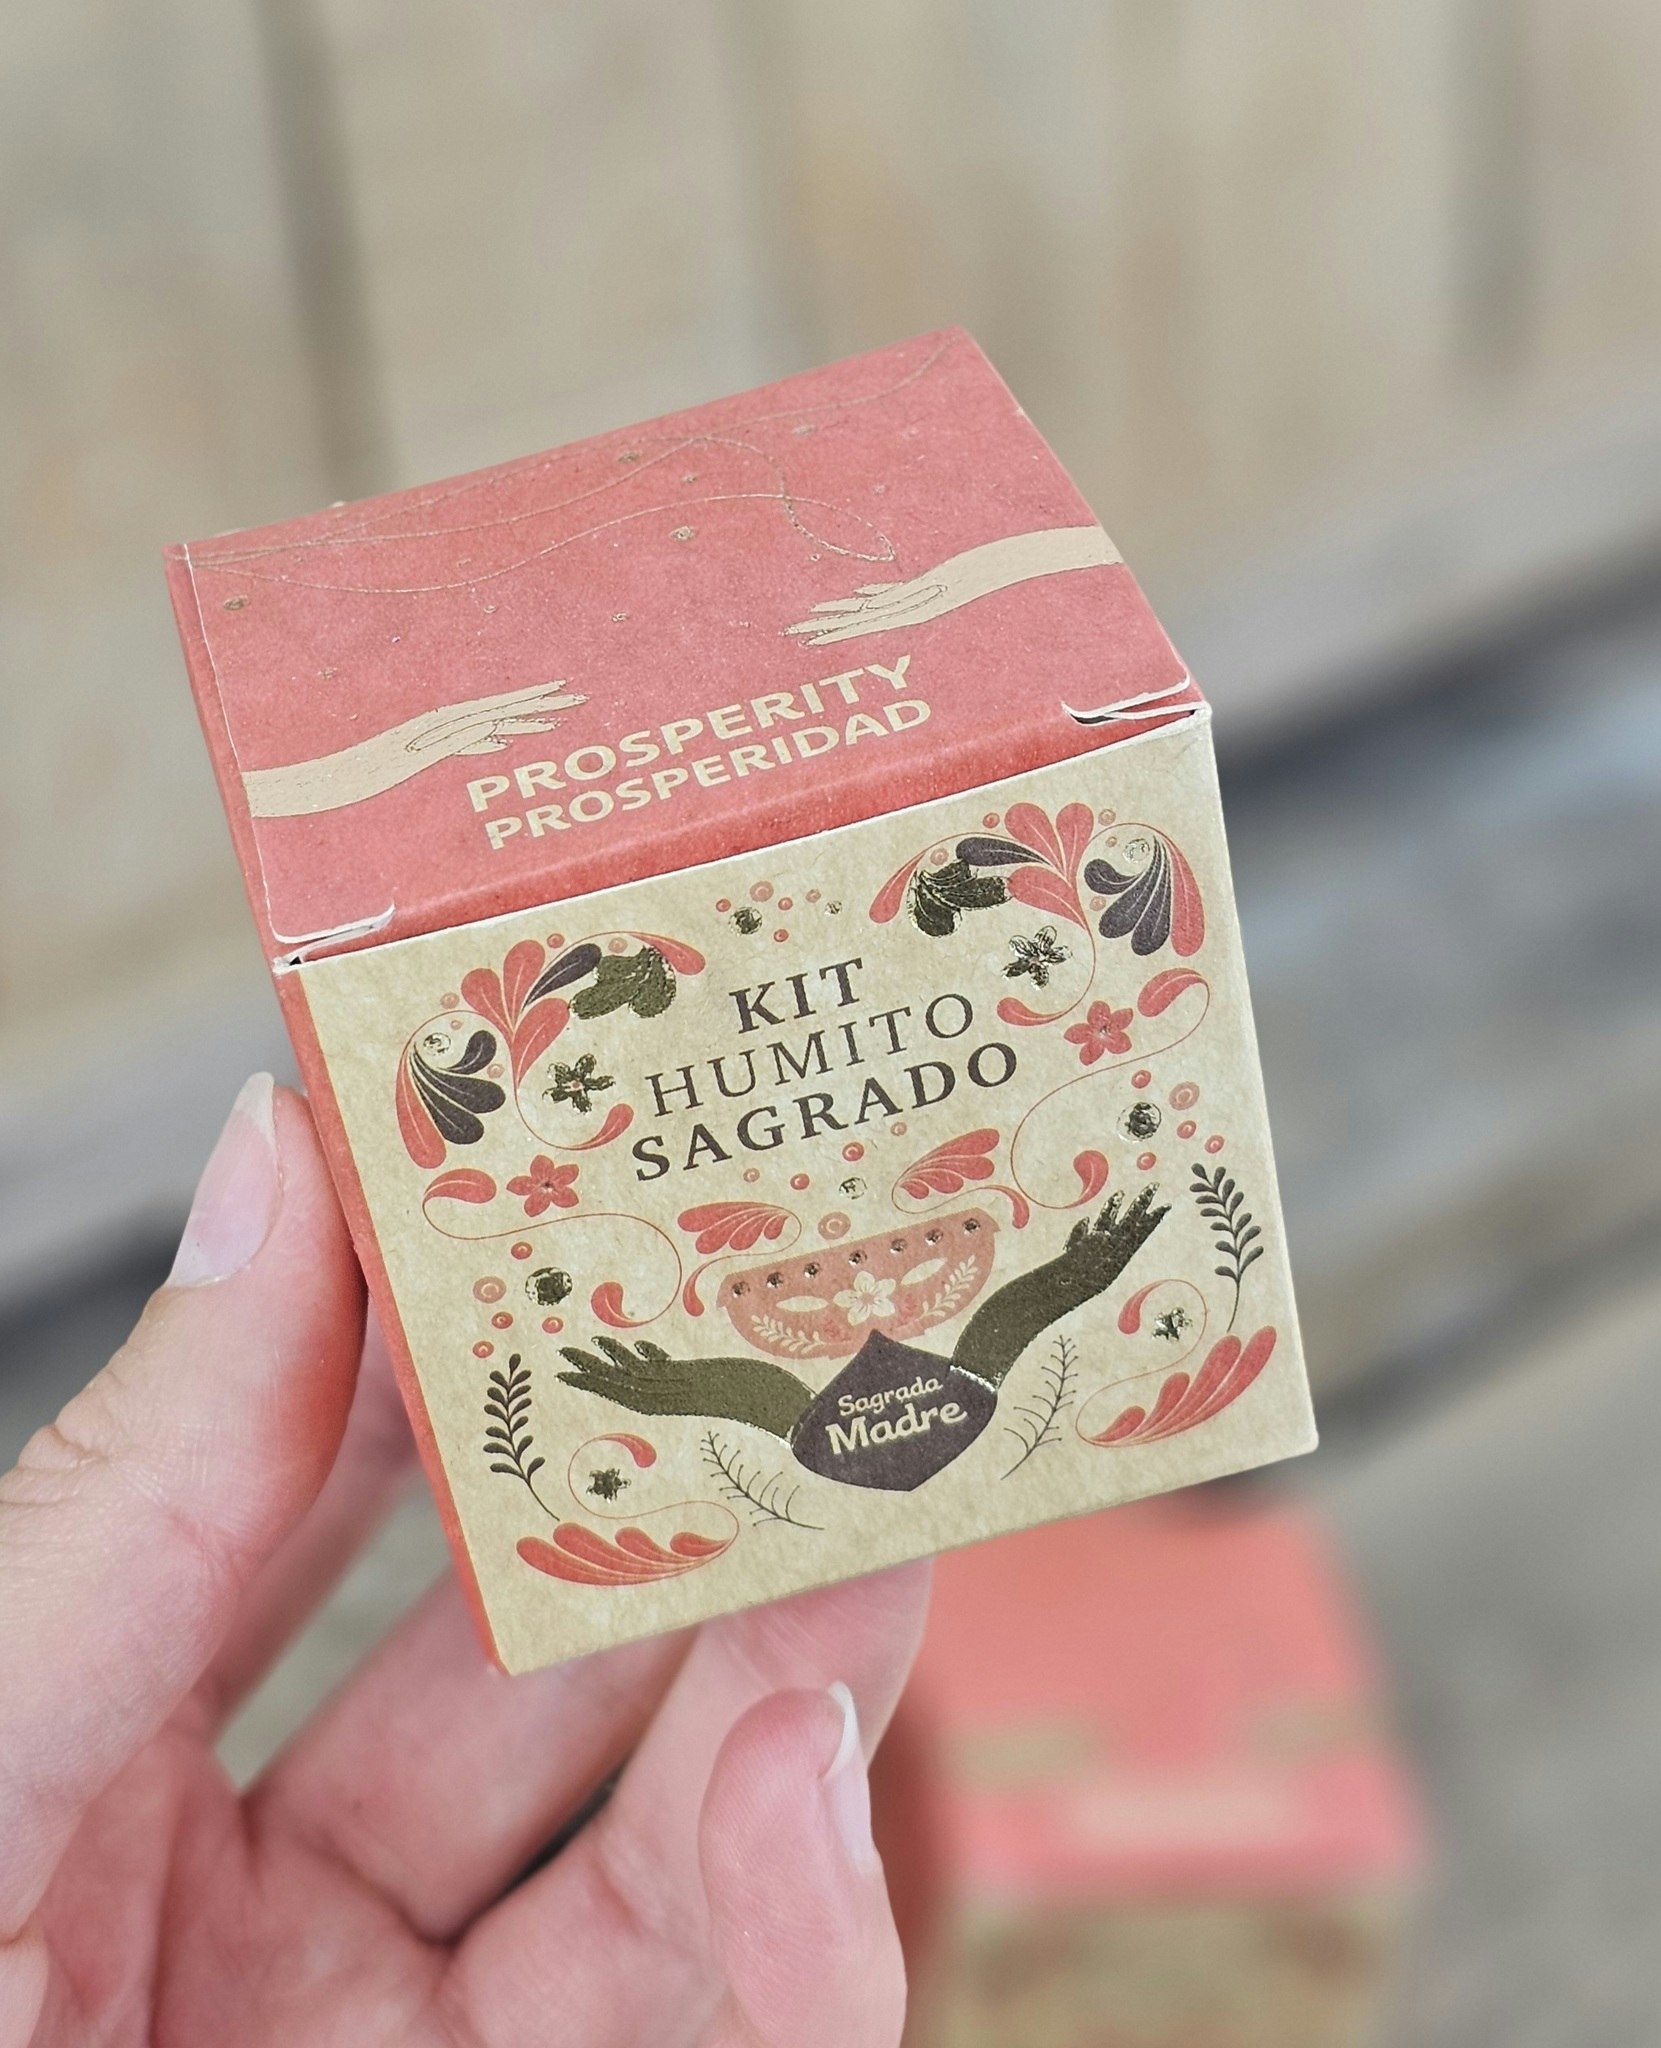 PROSPERITY
PROSPERIDAD
KIT
HUMITO
SAGRADO
Sagrada
Madre